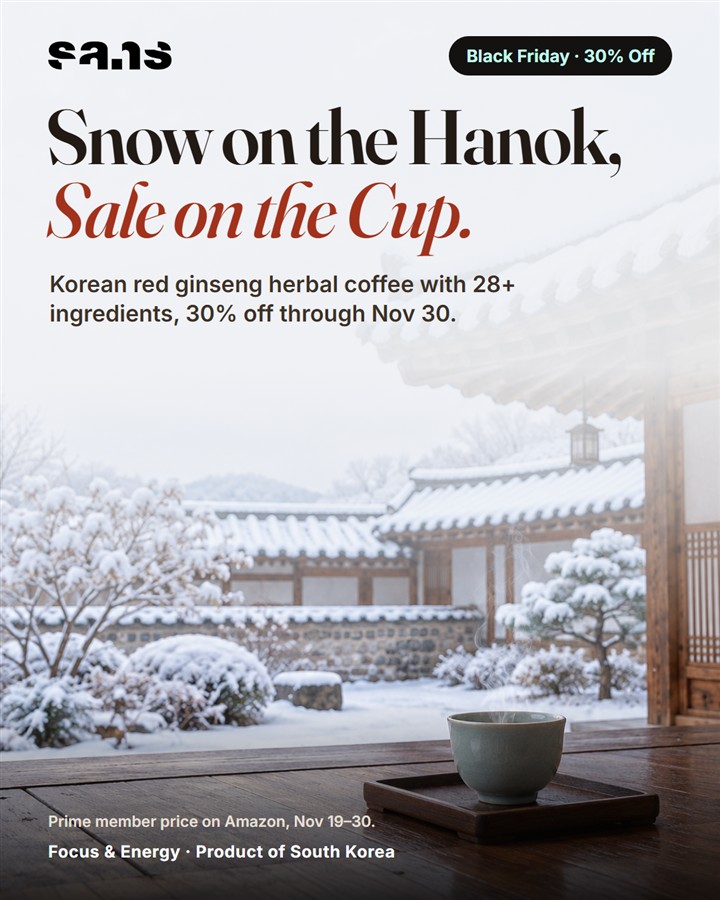 sans
Black Friday · 30% Off
Snow on the Hanok,
Sale on the Cup.
Korean red ginseng herbal coffee with 28+
ingredients, 30% off through Nov 30.
Prime member price on Amazon, Nov 19–30.
Focus & Energy · Product of South Korea